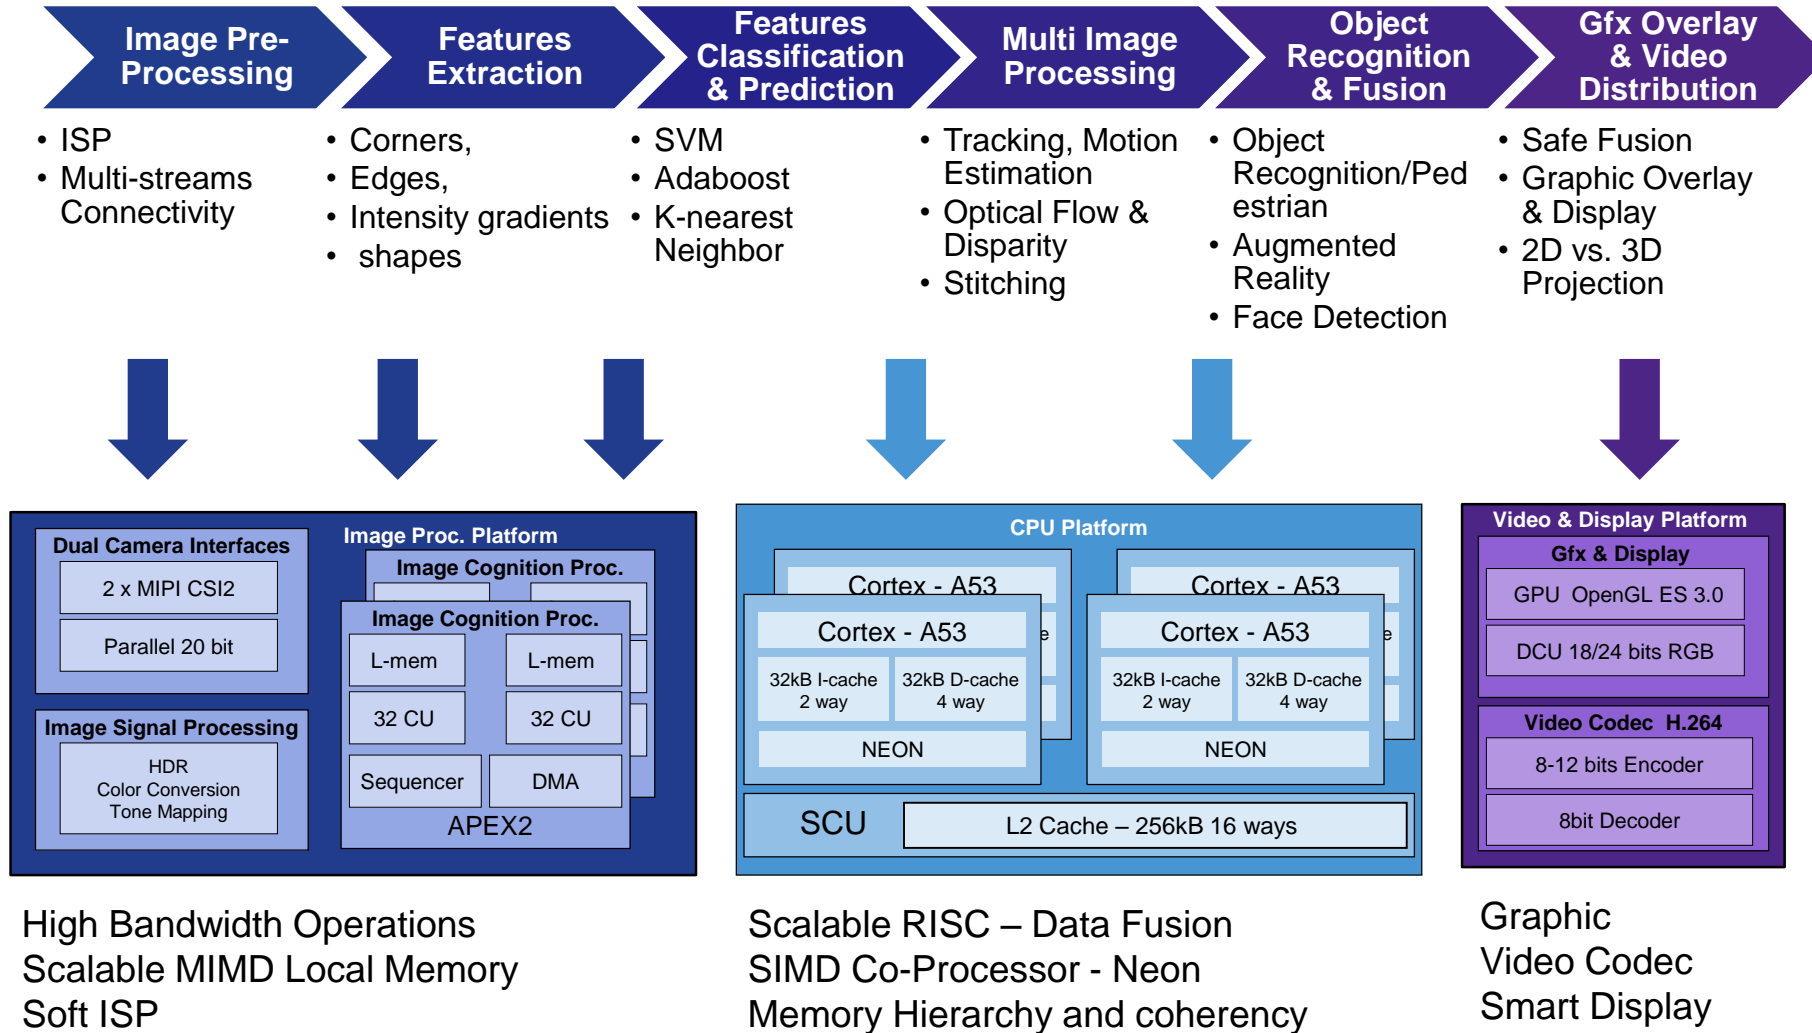 Image Pre-
Processing
Features
Extraction
Features
Classification
& Prediction
Multi Image
Processing
Object
Recognition
& Fusion
Gfx Overlay
& Video
Distribution
• ISP
• Multi-streams
Connectivity
• Corners,
• Edges,
• Intensity gradients
• shapes
• SVM
• Adaboost
• K-nearest
Neighbor
• Tracking, Motion
Estimation
• Optical Flow &
Disparity
• Stitching
• Object
Recognition/Ped
estrian
• Augmented
Reality
• Face Detection
• Safe Fusion
• Graphic Overlay
& Display
• 2D vs. 3D
Projection
Image Proc. Platform
Dual Camera Interfaces
2 x MIPI CSI2
Parallel 20 bit
Image Signal Processing
HDR
Color Conversion
Tone Mapping
Image Cognition Proc.
Image Cognition Proc.
L-mem
L-mem
32 CU
32 CU
Sequencer
DMA
APEX2
CPU Platform
Cortex - A53
Cortex - A53
Cortex - A53
32kB I-cache
2 way
32kB D-cache
4 way
NEON
Cortex - A53
32kB I-cache
2 way
32kB D-cache
4 way
NEON
SCU
L2 Cache – 256kB 16 ways
Video & Display Platform
Gfx & Display
GPU OpenGL ES 3.0
DCU 18/24 bits RGB
Video Codec H.264
8-12 bits Encoder
8bit Decoder
High Bandwidth Operations
Scalable MIMD Local Memory
Soft ISP
Scalable RISC – Data Fusion
SIMD Co-Processor - Neon
Memory Hierarchy and coherency
Graphic
Video Codec
Smart Display